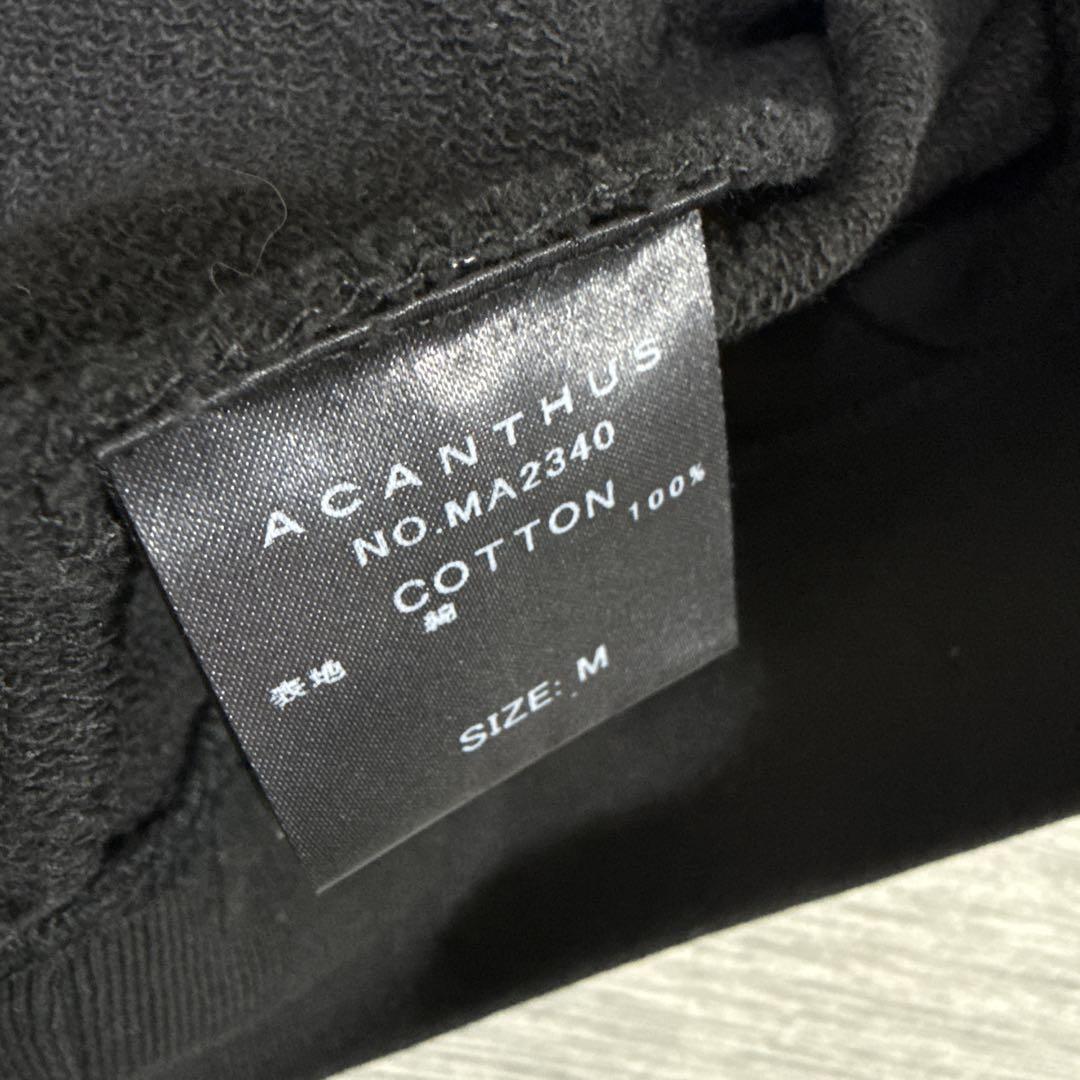 ACANTHUS
NO.MA2340
COTTON 100%
表地 綿
SIZE: M